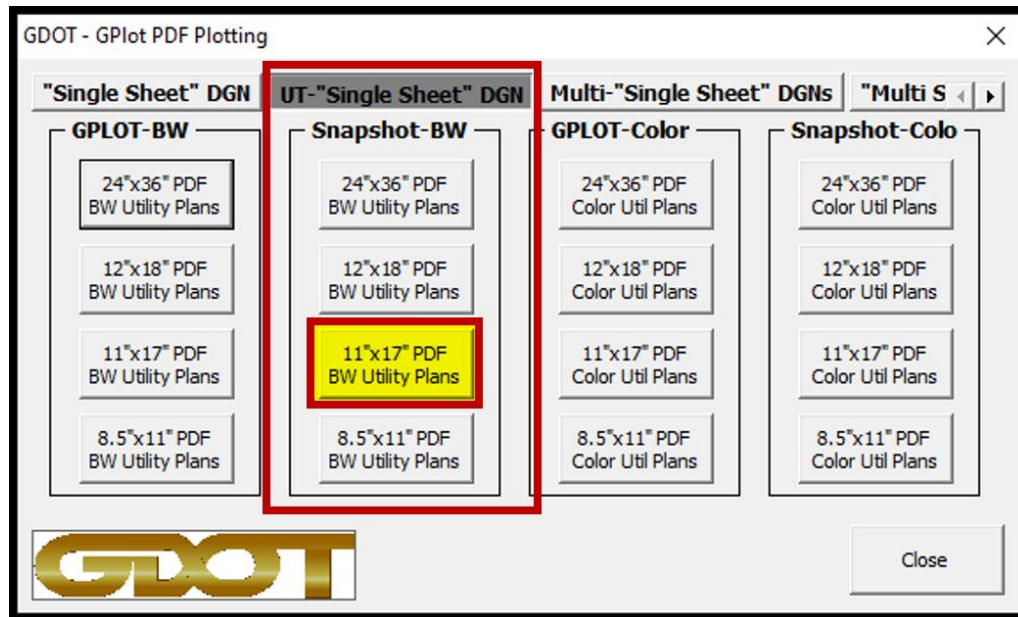 GDOT - GPlot PDF Plotting
"Single Sheet" DGN
UT-"Single Sheet" DGN
Multi-"Single Sheet" DGNs
"Multi S
GPLOT-BW
24"x36" PDF
BW Utility Plans
12"x18" PDF
BW Utility Plans
11"x17" PDF
BW Utility Plans
8.5"x11" PDF
BW Utility Plans
Snapshot-BW
24"x36" PDF
BW Utility Plans
12"x18" PDF
BW Utility Plans
11"x17" PDF
BW Utility Plans
8.5"x11" PDF
BW Utility Plans
GPLOT-Color
24"x36" PDF
Color Util Plans
12"x18" PDF
Color Util Plans
11"x17" PDF
Color Util Plans
8.5"x11" PDF
Color Util Plans
Snapshot-Colo
24"x36" PDF
Color Util Plans
12"x18" PDF
Color Util Plans
11"x17" PDF
Color Util Plans
8.5"x11" PDF
Color Util Plans
GDOT
Close